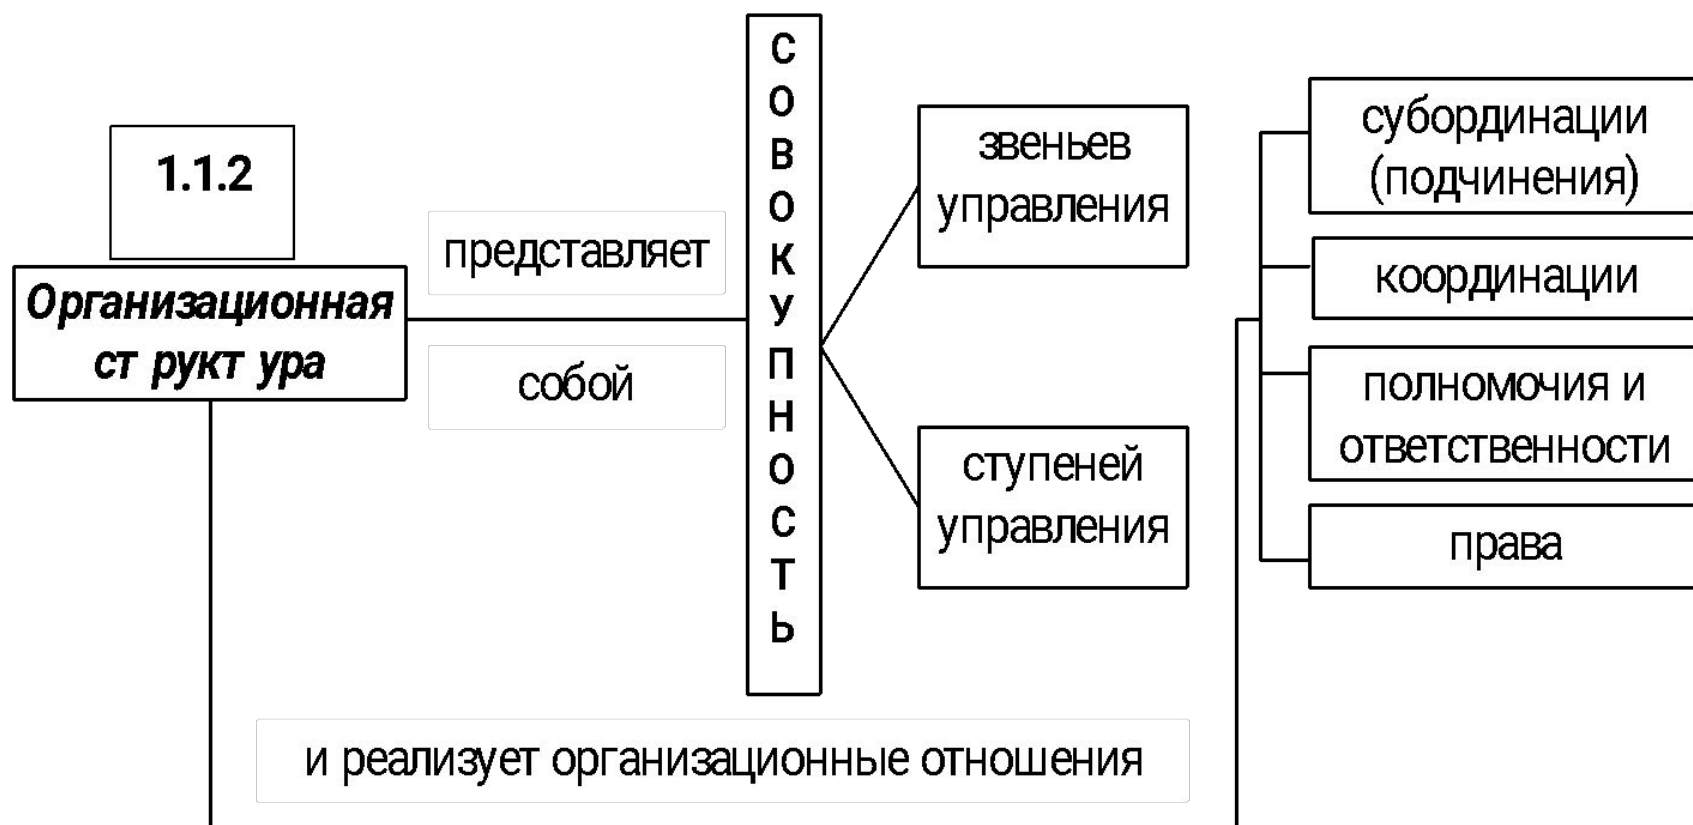 1.1.2
Организационная
ст рукт ура
представляет
собой
СОВОКУПНОСТЬ
звеньев
управления
ступеней
управления
и реализует организационные отношения
субординации
(подчинения)
координации
полномочия и
ответственности
права